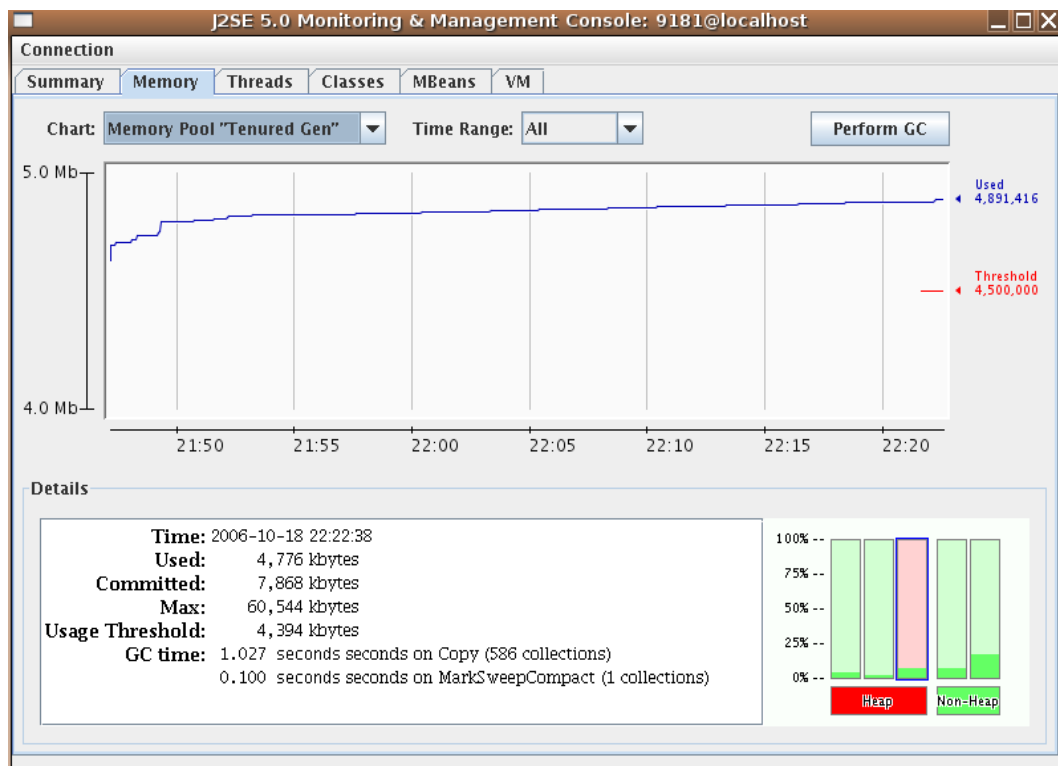 J2SE 5.0 Monitoring & Management Console: 9181@localhost
Connection
Summary Memory Threads Classes MBeans VM
Chart: Memory Pool "Tenured Gen" Time Range: All Perform GC
5.0 Mb
Used
4,891,416
Threshold
4,500,000
4.0 Mb
21:50 21:55 22:00 22:05 22:10 22:15 22:20
Details
Time: 2006-10-18 22:22:38
Used: 4,776 kbytes
Committed: 7,868 kbytes
Max: 60,544 kbytes
Usage Threshold: 4,394 kbytes
GC time: 1.027 seconds seconds on Copy (586 collections)
0.100 seconds seconds on MarkSweepCompact (1 collections)
100% --
75% --
50% --
25% --
0% --
Heap Non-Heap